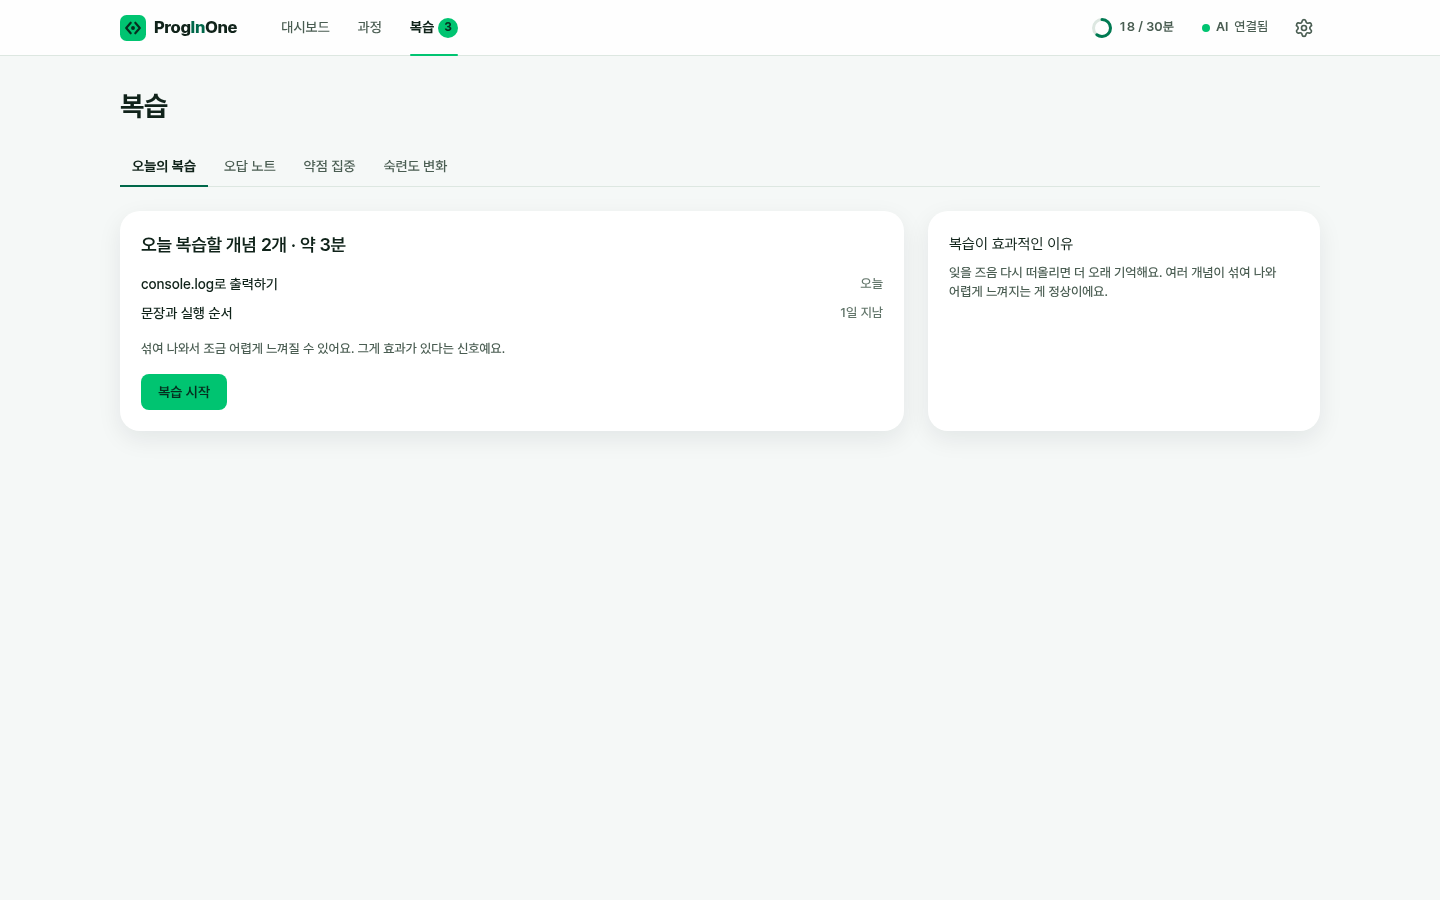 ProgInOne 대시보드 과정 복습 3 18 / 30분 AI 연결됨
복습
오늘의 복습 오답 노트 약점 집중 숙련도 변화
오늘 복습할 개념 2개 · 약 3분
console.log로 출력하기 오늘
문장과 실행 순서 1일 지남
섞여 나와서 조금 어렵게 느껴질 수 있어요. 그게 효과가 있다는 신호예요.
복습 시작
복습이 효과적인 이유
잊을 즈음 다시 떠올리면 더 오래 기억해요. 여러 개념이 섞여 나와
어렵게 느껴지는 게 정상이에요.